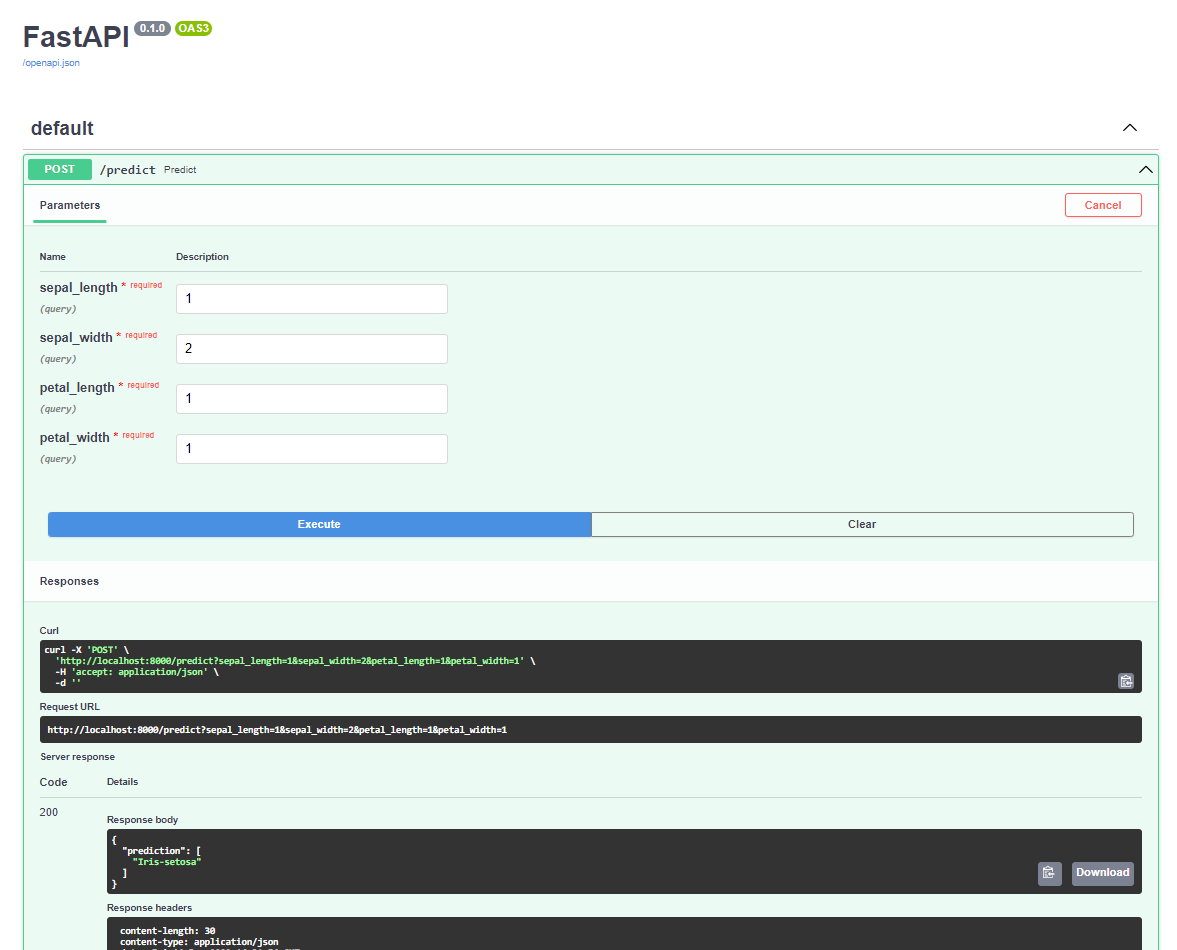 FastAPI 0.1.0 OAS3
/openapi.json
default
POST /predict Predict
Parameters Cancel
Name Description
sepal_length * required
(query)
1
sepal_width * required
(query)
2
petal_length * required
(query)
1
petal_width * required
(query)
1
Execute Clear
Responses
Curl
curl -X 'POST' \
'http://localhost:8000/predict?sepal_length=1&sepal_width=2&petal_length=1&petal_width=1' \
-H 'accept: application/json' \
-d ''
Request URL
http://localhost:8000/predict?sepal_length=1&sepal_width=2&petal_length=1&petal_width=1
Server response
Code Details
200
Response body
{
"prediction": [
"Iris-setosa"
]
}
Download
Response headers
content-length: 30
content-type: application/json